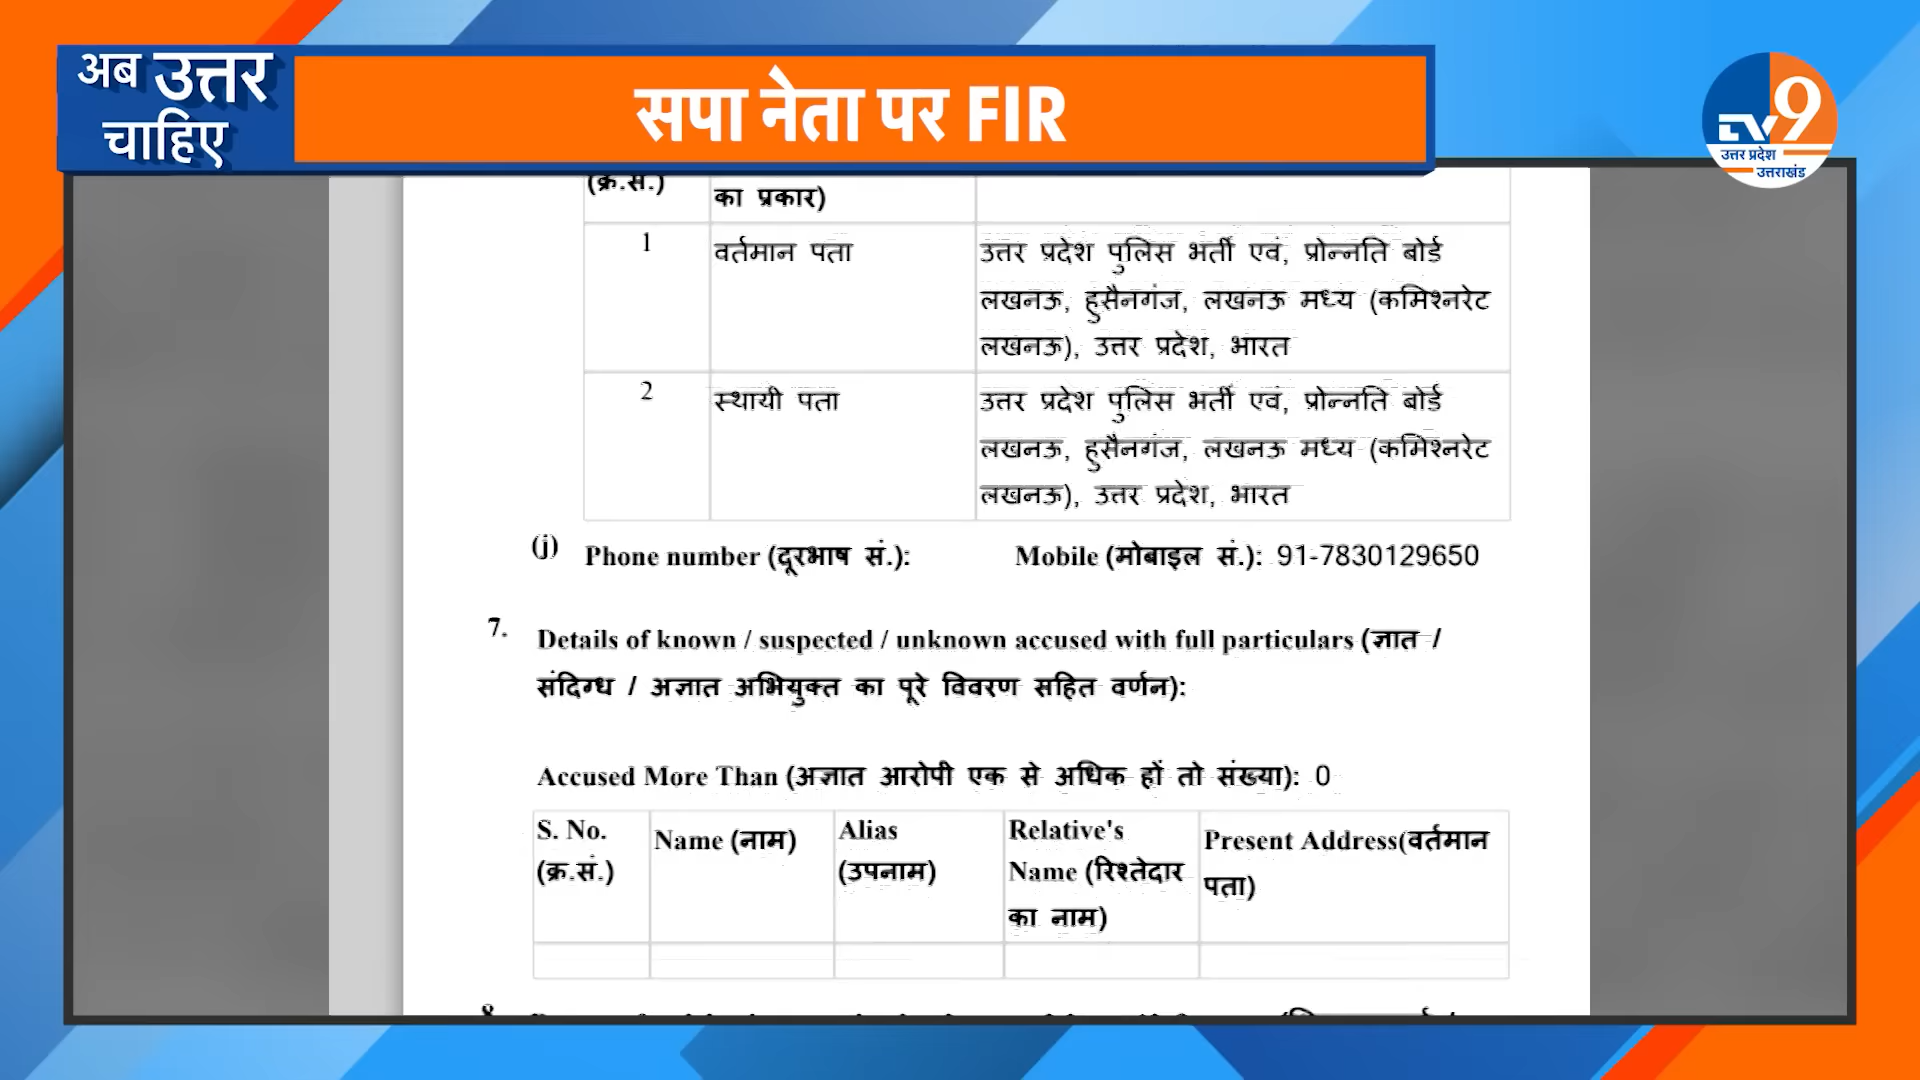 अब उत्तर
चाहिए
सपा नेता पर FIR
TV9
उत्तर प्रदेश
उत्तराखंड
(क्र.सं.)
का प्रकार)
1
वर्तमान पता
उत्तर प्रदेश पुलिस भर्ती एवं, प्रोन्नति बोर्ड
लखनऊ, हुसैनगंज, लखनऊ मध्य (कमिश्नरेट
लखनऊ), उत्तर प्रदेश, भारत
2
स्थायी पता
उत्तर प्रदेश पुलिस भर्ती एवं, प्रोन्नति बोर्ड
लखनऊ, हुसैनगंज, लखनऊ मध्य (कमिश्नरेट
लखनऊ), उत्तर प्रदेश, भारत
(j) Phone number (दूरभाष सं.): Mobile (मोबाइल सं.): 91-7830129650
7. Details of known / suspected / unknown accused with full particulars (ज्ञात /
संदिग्ध / अज्ञात अभियुक्त का पूरे विवरण सहित वर्णन):
Accused More Than (अज्ञात आरोपी एक से अधिक हों तो संख्या): 0
S. No.
(क्र.सं.)
Name (नाम)
Alias
(उपनाम)
Relative's
Name (रिश्तेदार
का नाम)
Present Address(वर्तमान
पता)